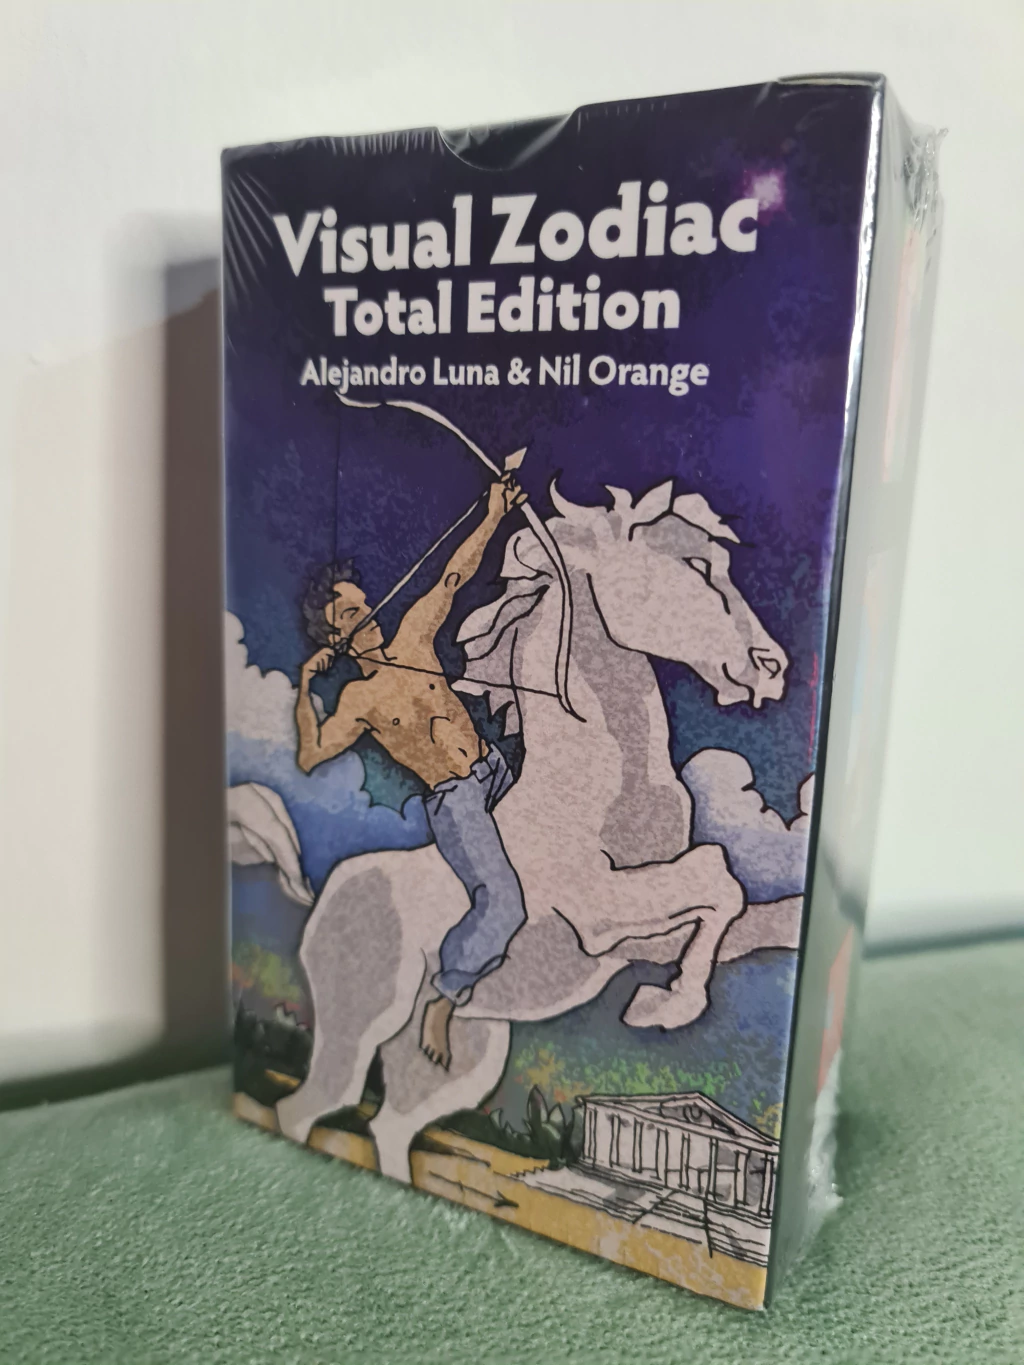 Visual Zodiac
Total Edition
Alejandro Luna & Nil Orange